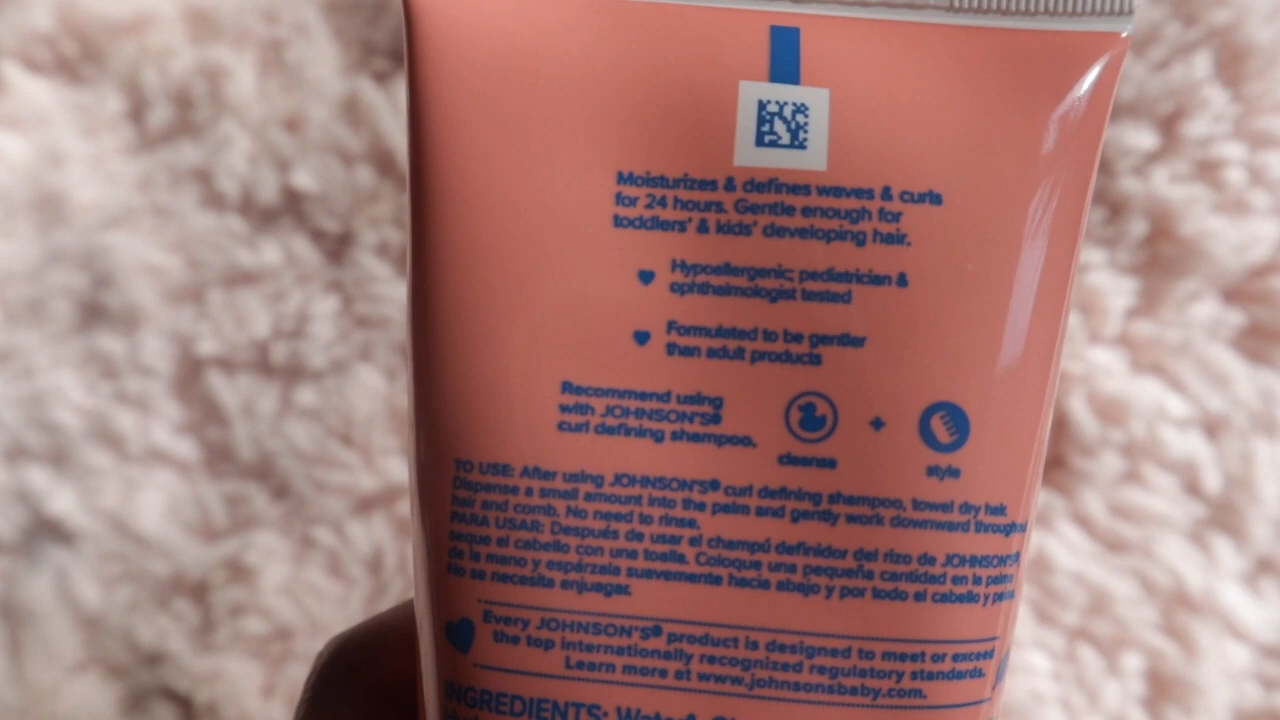 Moisturizes & defines waves & curls
for 24 hours. Gentle enough for
toddlers' & kids' developing hair.
Hypoallergenic; pediatrician &
ophthalmologist tested
Formulated to be gentler
than adult products
Recommend using
with JOHNSON'S®
curl defining shampoo.
cleanse
+
style
TO USE: After using JOHNSON'S® curl defining shampoo, towel dry hair.
Dispense a small amount into the palm and gently work downward throughout
hair and comb. No need to rinse.
PARA USAR: Después de usar el champú definidor del rizo de JOHNSON'S®
seque el cabello con una toalla. Coloque una pequeña cantidad en la palma
de la mano y espárzala suavemente hacia abajo y por todo el cabello y
No se necesita enjuagar.
Every JOHNSON'S® product is designed to meet or exceed
the top internationally recognized regulatory standards.
Learn more at www.johnsonsbaby.com.
INGREDIENTS: